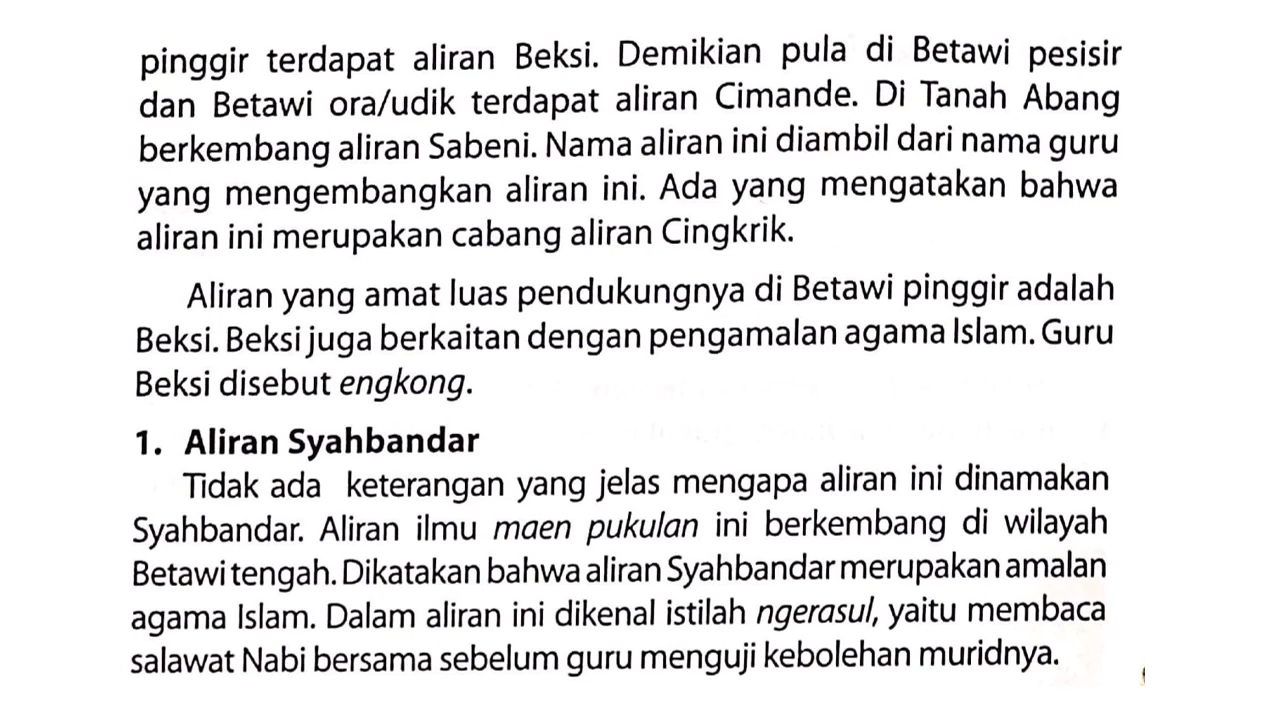 pinggir terdapat aliran Beksi. Demikian pula di Betawi pesisir
dan Betawi ora/udik terdapat aliran Cimande. Di Tanah Abang
berkembang aliran Sabeni. Nama aliran ini diambil dari nama guru
yang mengembangkan aliran ini. Ada yang mengatakan bahwa
aliran ini merupakan cabang aliran Cingkrik.
Aliran yang amat luas pendukungnya di Betawi pinggir adalah
Beksi. Beksi juga berkaitan dengan pengamalan agama Islam. Guru
Beksi disebut engkong.
1. Aliran Syahbandar
Tidak ada keterangan yang jelas mengapa aliran ini dinamakan
Syahbandar. Aliran ilmu maen pukulan ini berkembang di wilayah
Betawi tengah. Dikatakan bahwa aliran Syahbandar merupakan amalan
agama Islam. Dalam aliran ini dikenal istilah ngerasul, yaitu membaca
salawat Nabi bersama sebelum guru menguji kebolehan muridnya.